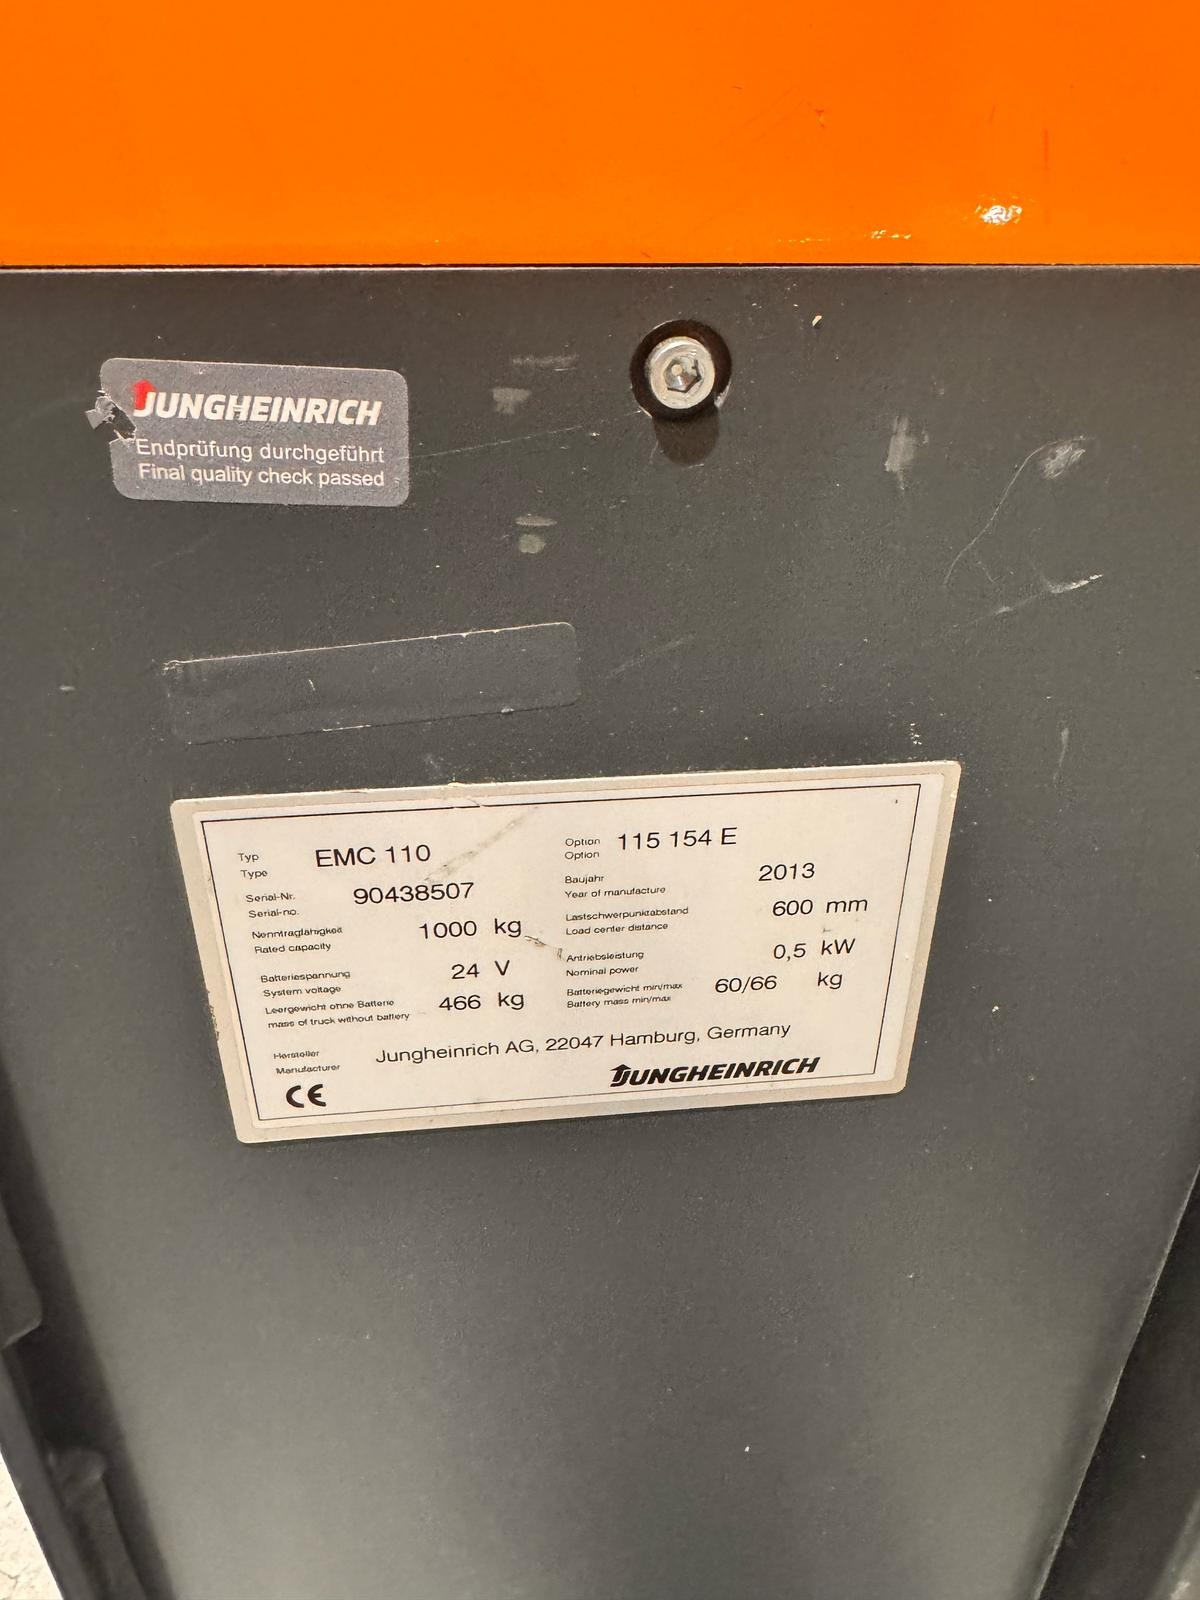 JUNGHEINRICH
Endprüfung durchgeführt
Final quality check passed
Typ
Type
EMC 110
Option
Option
115 154 E
Serial-Nr.
Serial-no.
90438507
Baujahr
Year of manufacture
2013
Nenntragfähigkeit
Rated capacity
1000 kg
Lastschwerpunktabstand
Load center distance
600 mm
Batteriespannung
System voltage
24 V
Antriebsleistung
Nominal power
0,5 kW
Leergewicht ohne Batterie
mass of truck without battery
466 kg
Batteriegewicht min/max
Battery mass min/max
60/66 kg
Hersteller
Manufacturer
Jungheinrich AG, 22047 Hamburg, Germany
CE
JUNGHEINRICH